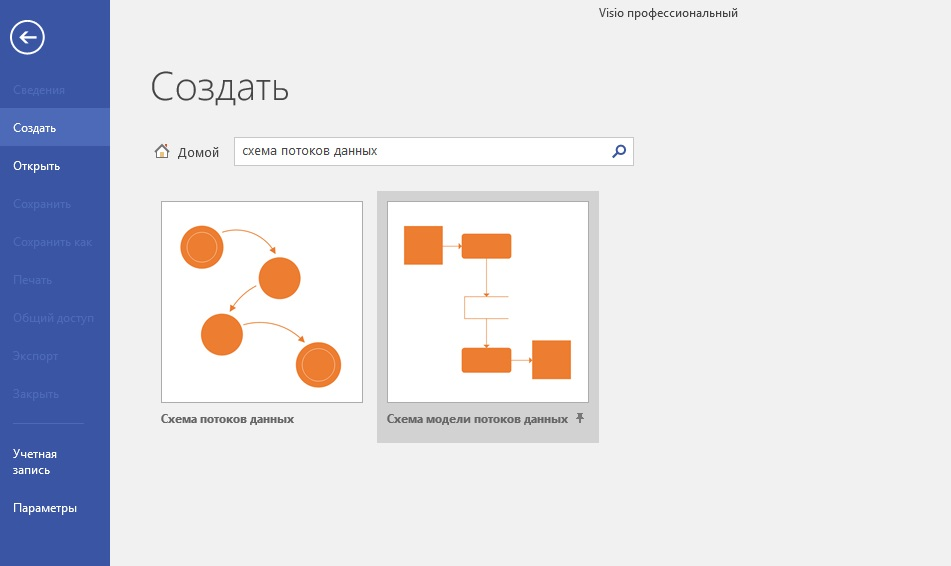 Visio профессиональный
Сведения
Создать
Открыть
Сохранить
Сохранить как
Печать
Общий доступ
Экспорт
Закрыть
Учетная
запись
Параметры
Создать
Домой
схема потоков данных
Схема потоков данных
Схема модели потоков данных